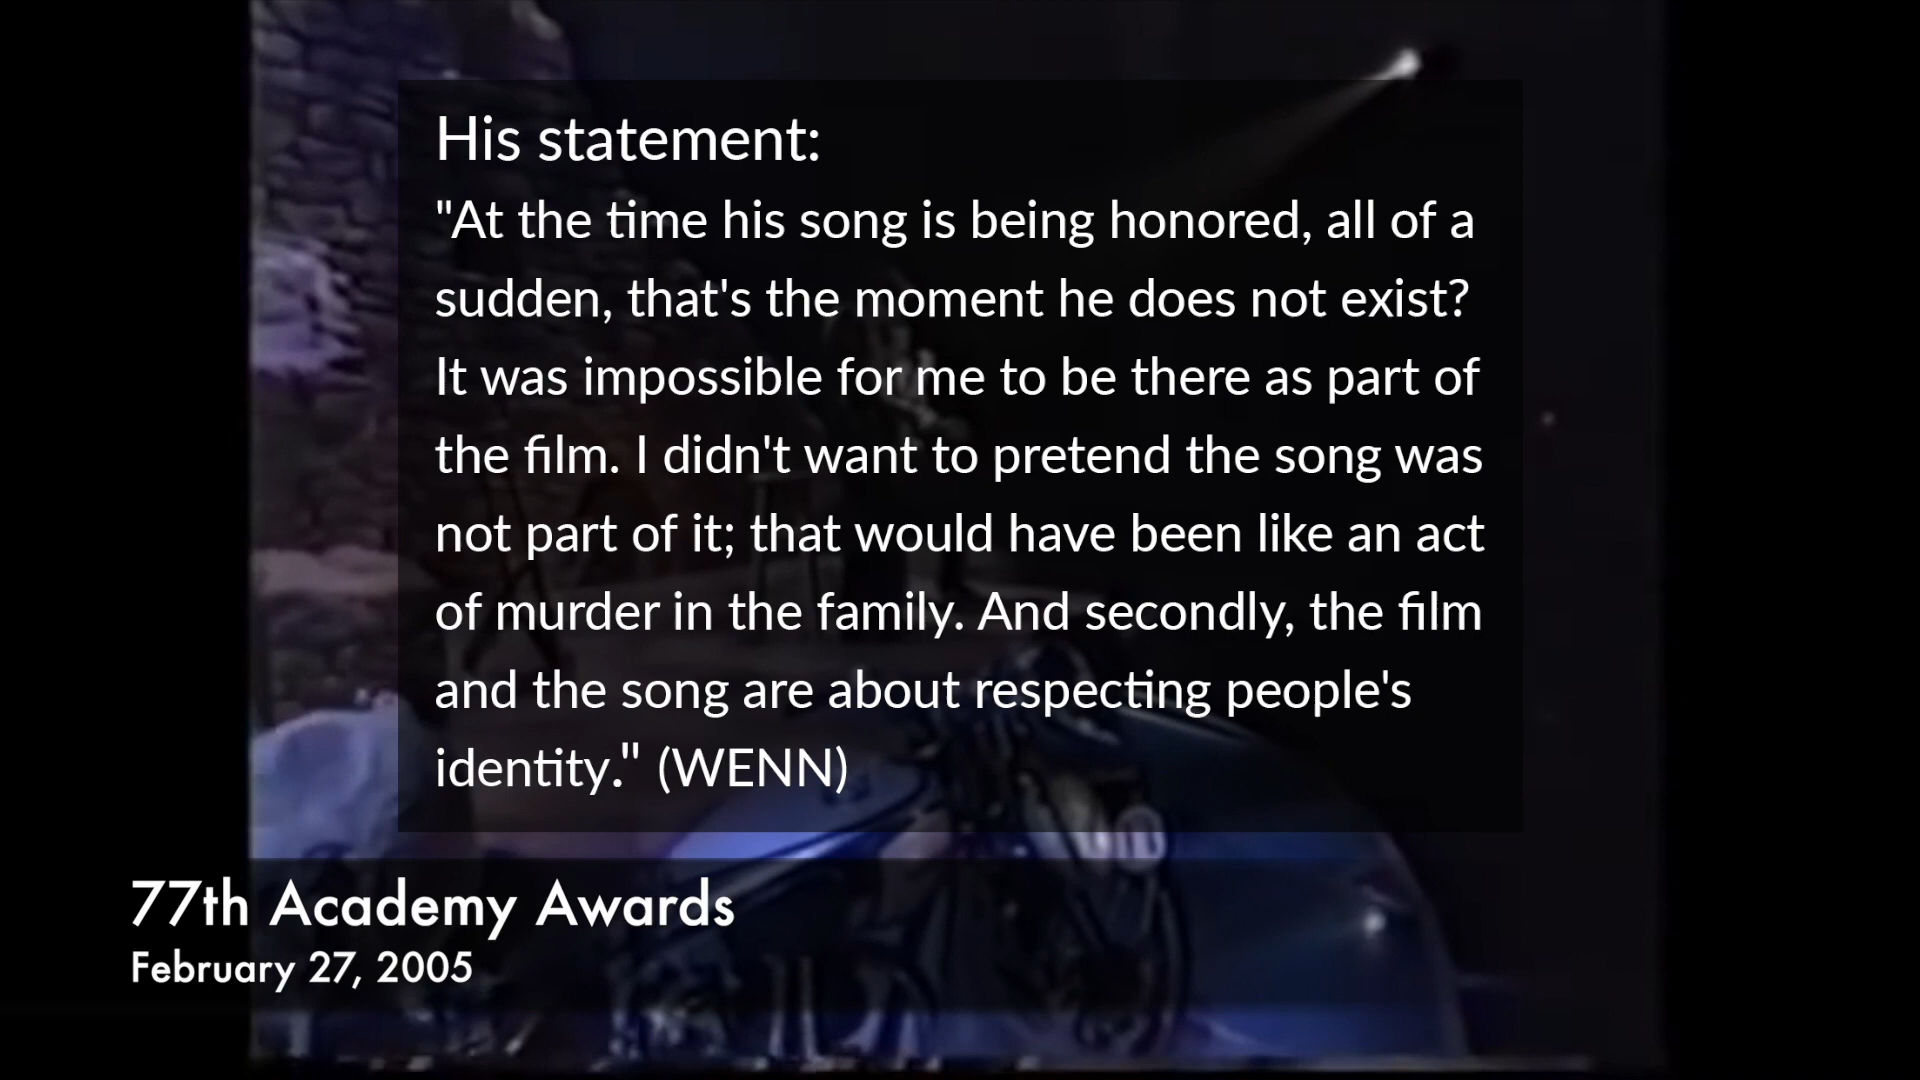 His statement:
"At the time his song is being honored, all of a
sudden, that's the moment he does not exist?
It was impossible for me to be there as part of
the film. I didn't want to pretend the song was
not part of it; that would have been like an act
of murder in the family. And secondly, the film
and the song are about respecting people's
identity." (WENN)
77th Academy Awards
February 27, 2005